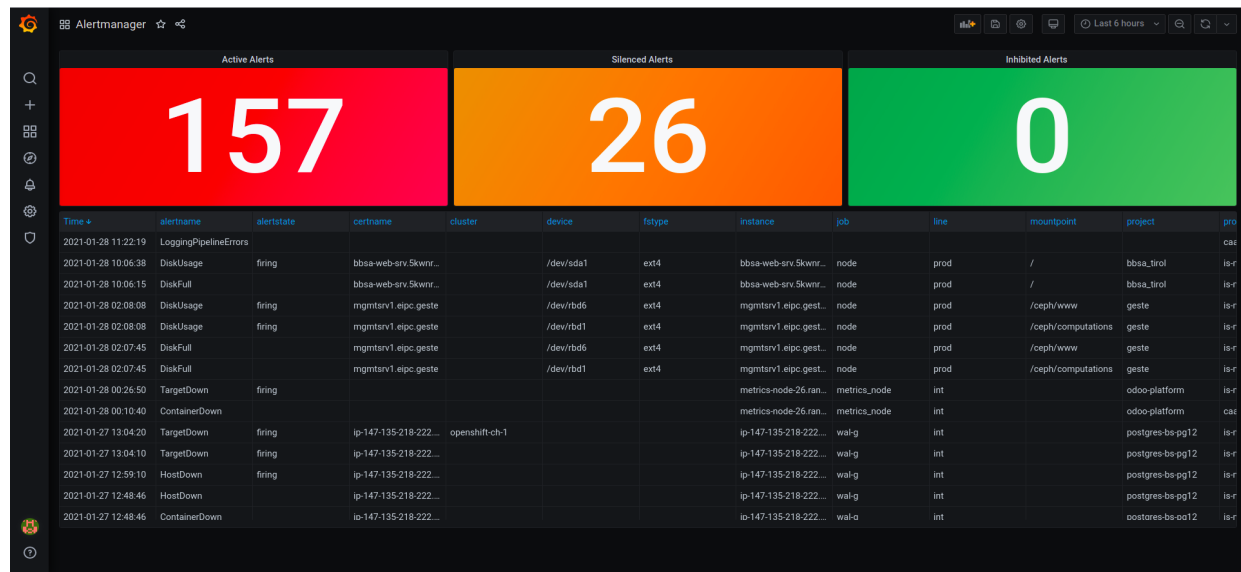 Alertmanager
Last 6 hours
Active Alerts Silenced Alerts Inhibited Alerts
157 26 0
Time alertname alertstate certname cluster device fstype instance job line mountpoint project pro
2021-01-28 11:22:19 LoggingPipelineErrors caa
2021-01-28 10:06:38 DiskUsage firing bbsa-web-srv.5kwnr... /dev/sda1 ext4 bbsa-web-srv.5kwnr... node prod / bbsa_tirol is-r
2021-01-28 10:06:15 DiskFull bbsa-web-srv.5kwnr... /dev/sda1 ext4 bbsa-web-srv.5kwnr... node prod / bbsa_tirol is-r
2021-01-28 02:08:08 DiskUsage firing mgmtsrv1.eipc.geste /dev/rbd6 ext4 mgmtsrv1.eipc.gest... node prod /ceph/www geste is-r
2021-01-28 02:08:08 DiskUsage firing mgmtsrv1.eipc.geste /dev/rbd1 ext4 mgmtsrv1.eipc.gest... node prod /ceph/computations geste is-r
2021-01-28 02:07:45 DiskFull mgmtsrv1.eipc.geste /dev/rbd6 ext4 mgmtsrv1.eipc.gest... node prod /ceph/www geste is-r
2021-01-28 02:07:45 DiskFull mgmtsrv1.eipc.geste /dev/rbd1 ext4 mgmtsrv1.eipc.gest... node prod /ceph/computations geste is-r
2021-01-28 00:26:50 TargetDown firing metrics-node-26.ran... metrics_node int odoo-platform is-r
2021-01-28 00:10:40 ContainerDown metrics-node-26.ran... metrics_node int odoo-platform caa
2021-01-27 13:04:20 TargetDown firing ip-147-135-218-222.... openshift-ch-1 ip-147-135-218-222.... wal-g int postgres-bs-pg12 is-r
2021-01-27 13:04:10 TargetDown firing ip-147-135-218-222.... ip-147-135-218-222.... wal-g int postgres-bs-pg12 is-r
2021-01-27 12:59:10 HostDown firing ip-147-135-218-222.... ip-147-135-218-222.... wal-g int postgres-bs-pg12 is-r
2021-01-27 12:48:46 HostDown ip-147-135-218-222.... ip-147-135-218-222.... wal-g int postgres-bs-pg12 is-r
2021-01-27 12:48:46 ContainerDown ip-147-135-218-222.... ip-147-135-218-222.... wal-g int postgres-bs-pg12 is-r